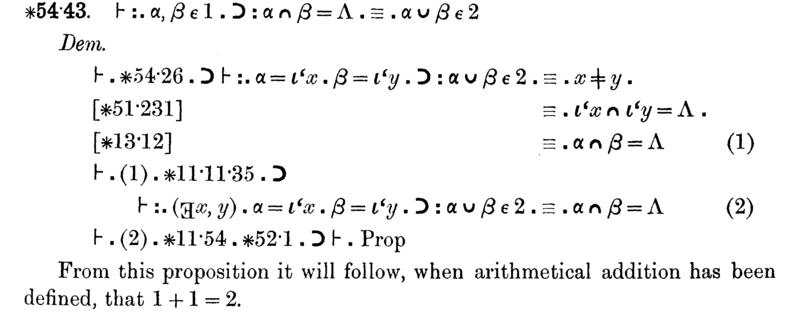 ∗54·43. ⊢ :. α, β ε 1 . ⊃ : α ∩ β = Λ . ≡ . α ∪ β ε 2
Dem.
⊢ . ∗54·26 . ⊃ ⊢ :. α = ι‘x . β = ι‘y . ⊃ : α ∪ β ε 2 . ≡ . x ≠ y .
[∗51·231] ≡ . ι‘x ∩ ι‘y = Λ .
[∗13·12] ≡ . α ∩ β = Λ (1)
⊢ . (1) . ∗11·11·35 . ⊃
⊢ :. (∃x, y) . α = ι‘x . β = ι‘y . ⊃ : α ∪ β ε 2 . ≡ . α ∩ β = Λ (2)
⊢ . (2) . ∗11·54 . ∗52·1 . ⊃ ⊢ . Prop
From this proposition it will follow, when arithmetical addition has been
defined, that 1 + 1 = 2.